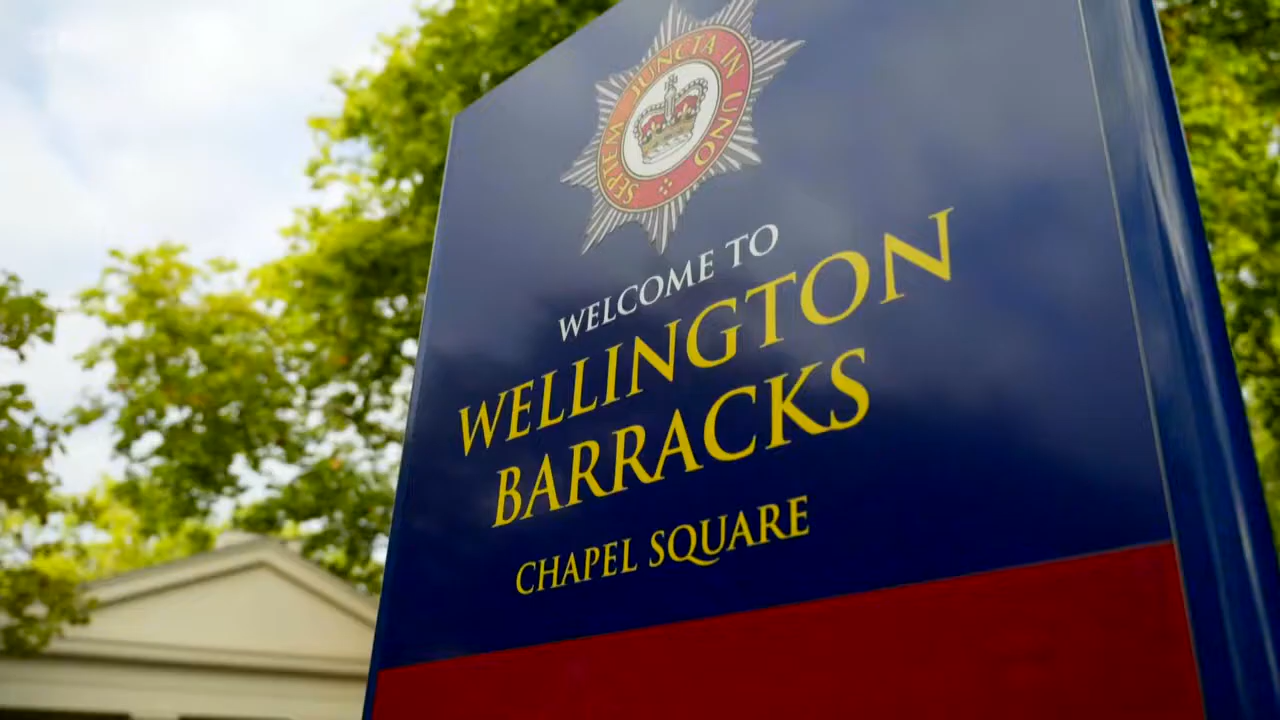 SEPTEM JUNCTA IN UNO
WELCOME TO
WELLINGTON
BARRACKS
CHAPEL SQUARE